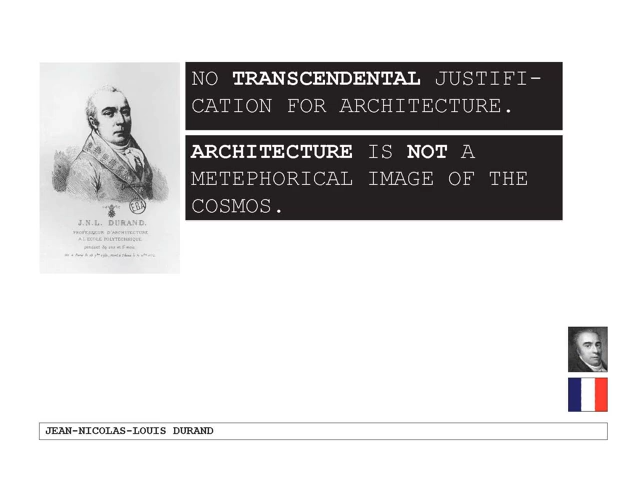 NO TRANSCENDENTAL JUSTIFI-
CATION FOR ARCHITECTURE.
ARCHITECTURE IS NOT A
METEPHORICAL IMAGE OF THE
COSMOS.
J.N.L. DURAND.
PROFESSEUR D'ARCHITECTURE
A L'ECOLE POLYTECHNIQUE.
JEAN-NICOLAS-LOUIS DURAND